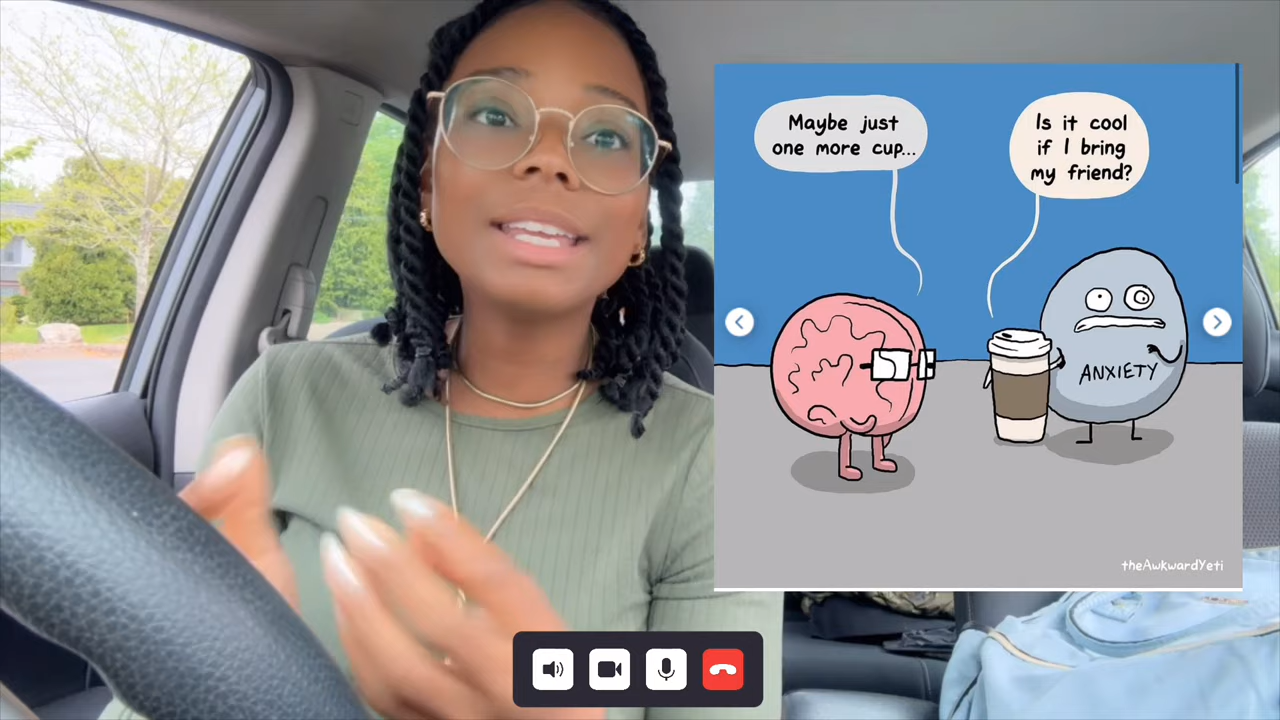 Maybe just
one more cup...
Is it cool
if I bring
my friend?
ANXIETY
theAwkwardYeti